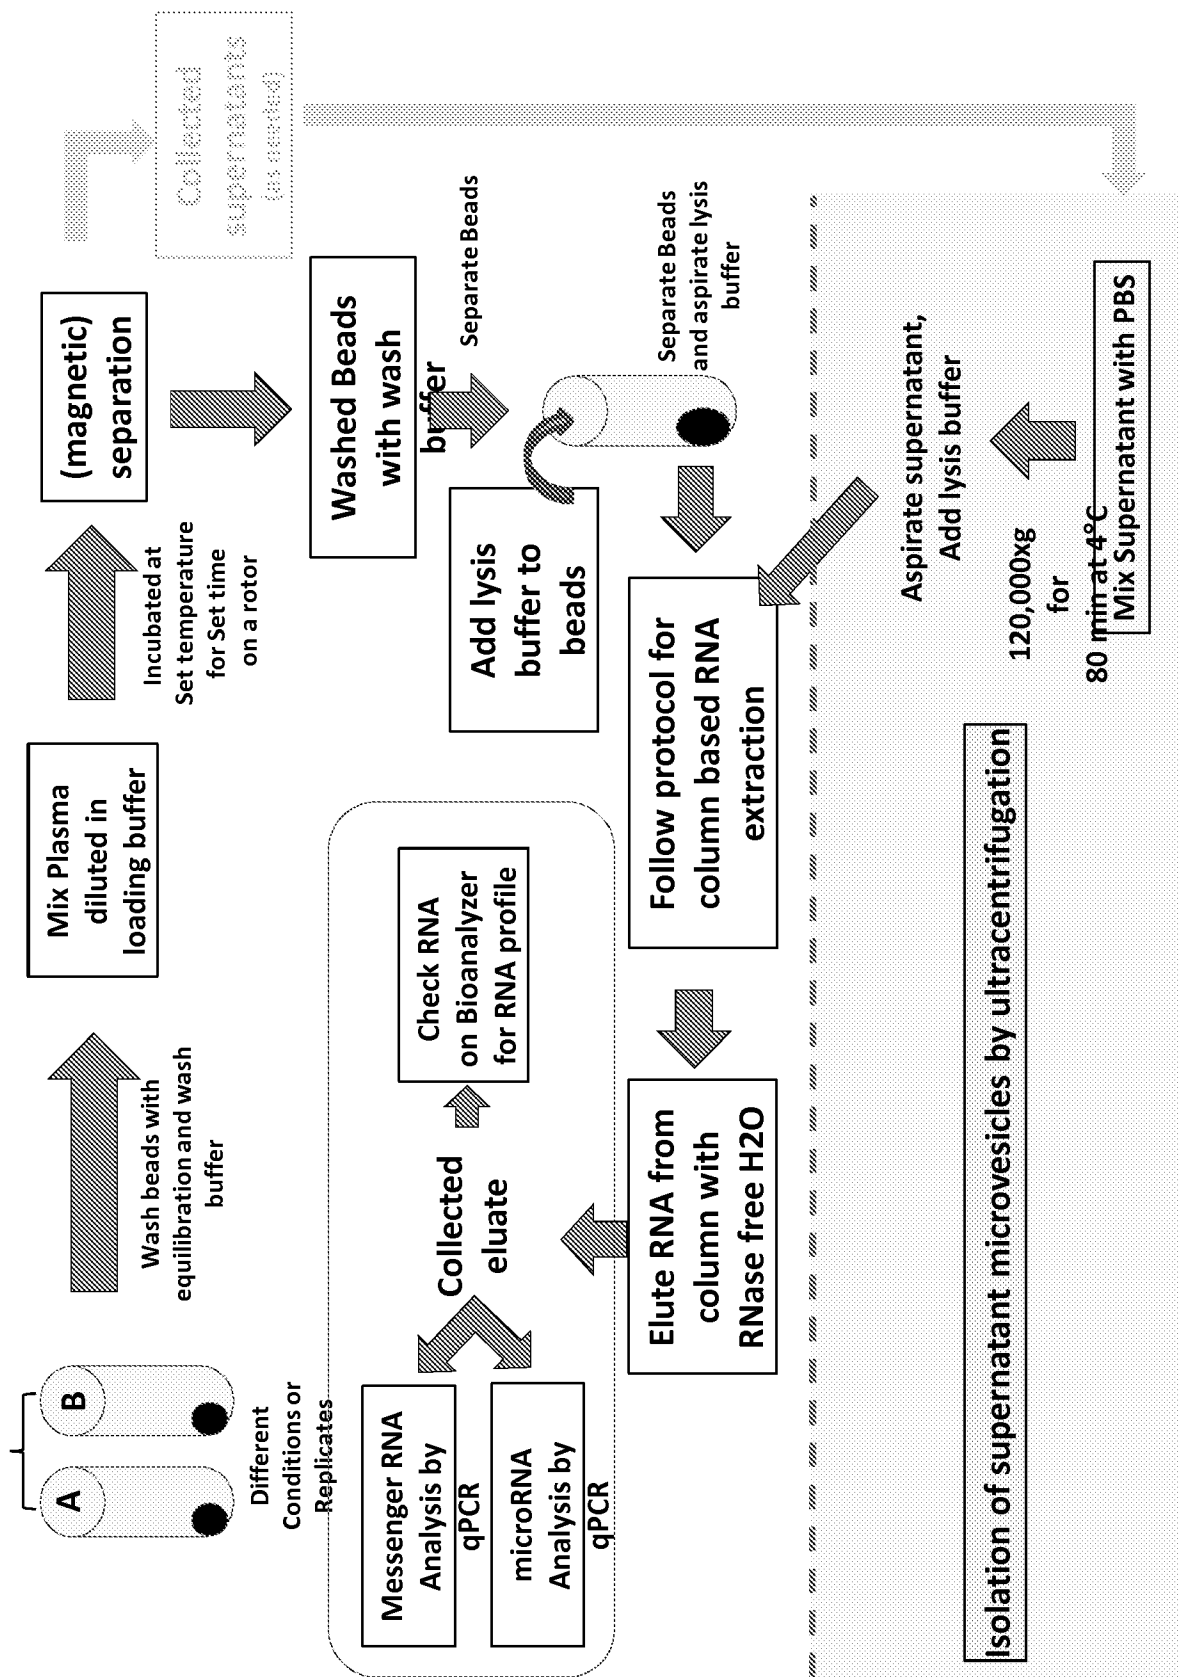 A
B
Different
Conditions or
Replicates
Wash beads with
equilibration and wash
buffer
Mix Plasma
diluted in
loading buffer
Incubated at
Set temperature
for Set time
on a rotor
(magnetic)
separation
Collected
supernatants
(as needed)
Washed Beads
with wash
buffer
Separate Beads
Add lysis
buffer to
beads
Separate Beads
and aspirate lysis
buffer
Follow protocol for
column based RNA
extraction
Elute RNA from
column with
RNase free H2O
Collected
eluate
Check RNA
on Bioanalyzer
for RNA profile
Messenger RNA
Analysis by
qPCR
microRNA
Analysis by
qPCR
Aspirate supernatant,
Add lysis buffer
120,000xg
for
80 min at 4°C
Mix Supernatant with PBS
Isolation of supernatant microvesicles by ultracentrifugation